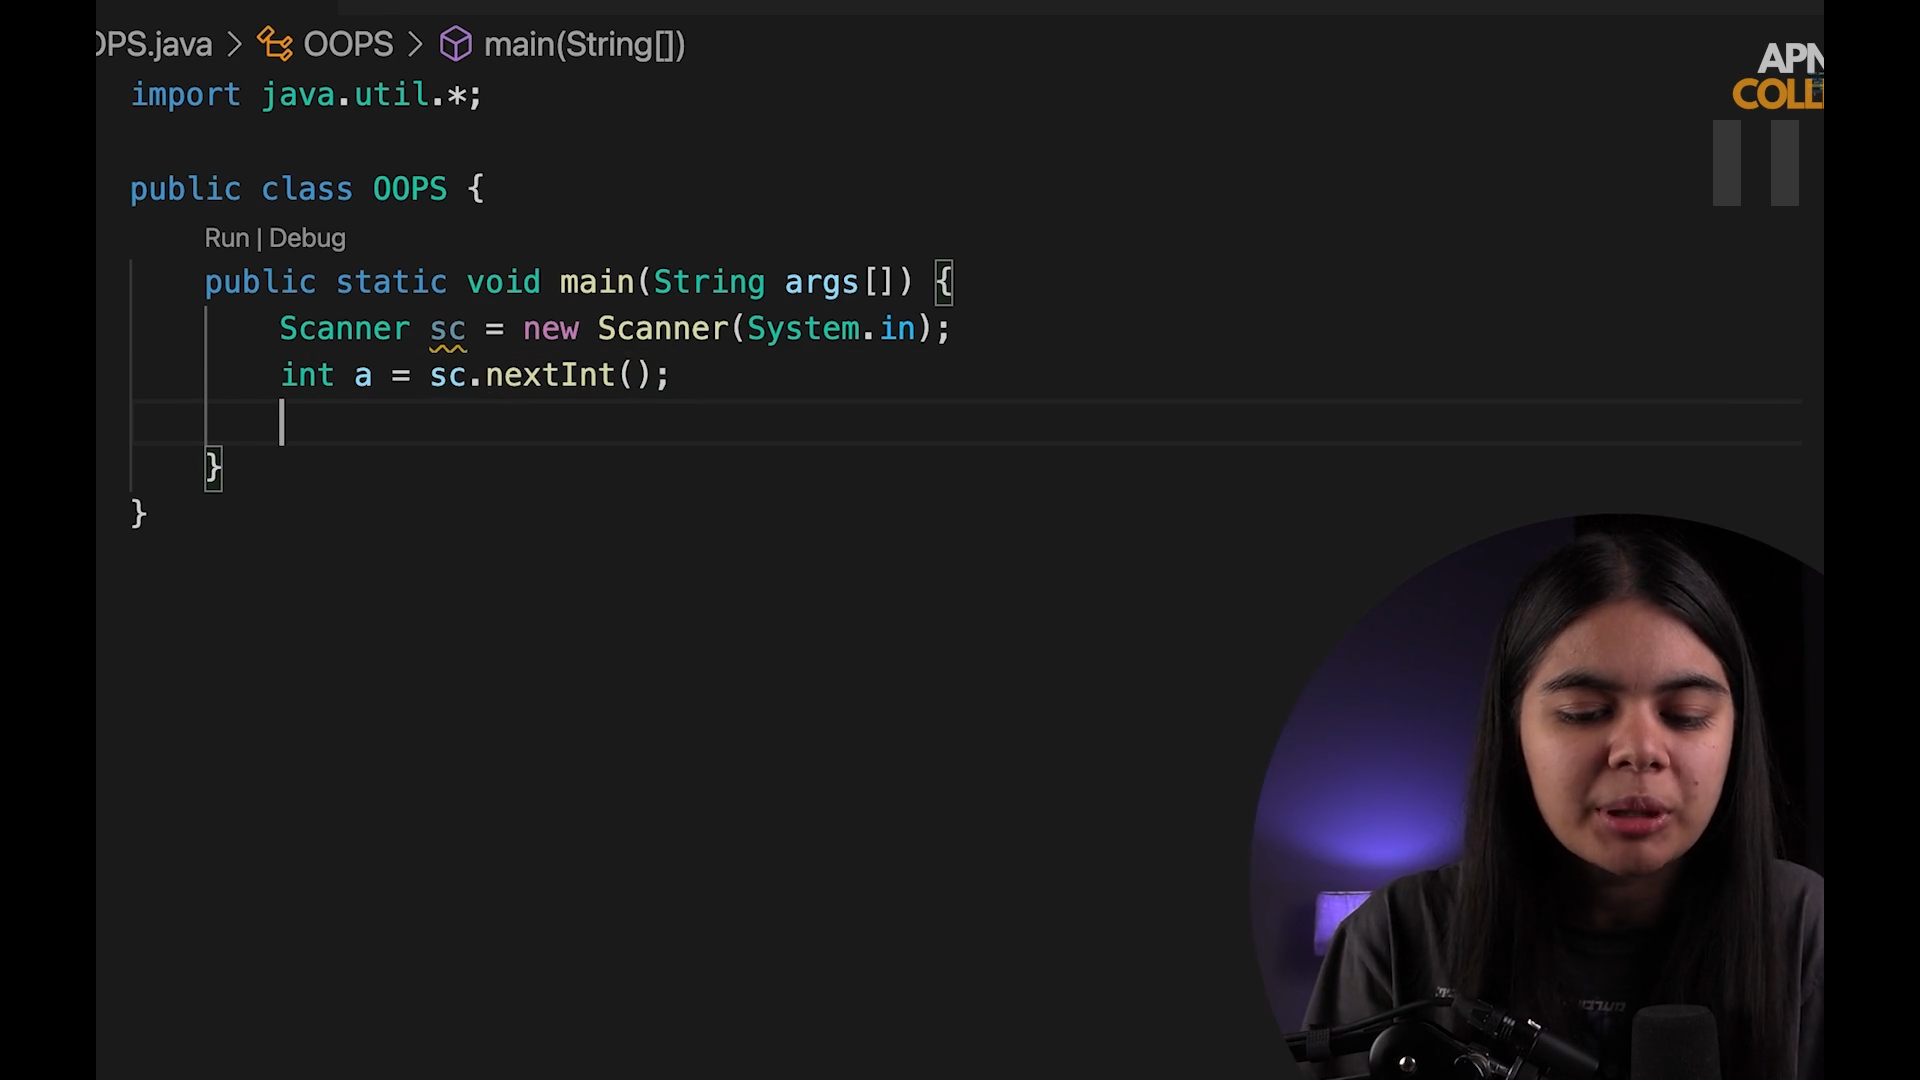 OPS.java > OOPS > main(String[])
APN
COLL
import java.util.*;
public class OOPS {
Run | Debug
public static void main(String args[]) {
Scanner sc = new Scanner(System.in);
int a = sc.nextInt();
}
}